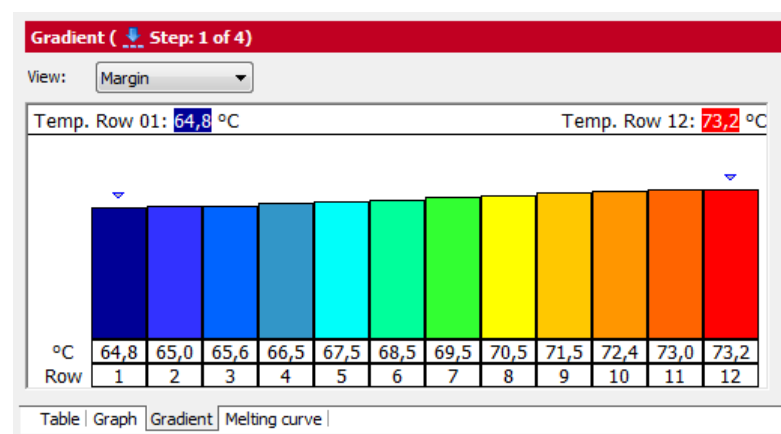 Gradient ( Step: 1 of 4)
View: Margin
Temp. Row 01: 64,8 °C Temp. Row 12: 73,2 °C
°C 64,8 65,0 65,6 66,5 67,5 68,5 69,5 70,5 71,5 72,4 73,0 73,2
Row 1 2 3 4 5 6 7 8 9 10 11 12
Table Graph Gradient Melting curve